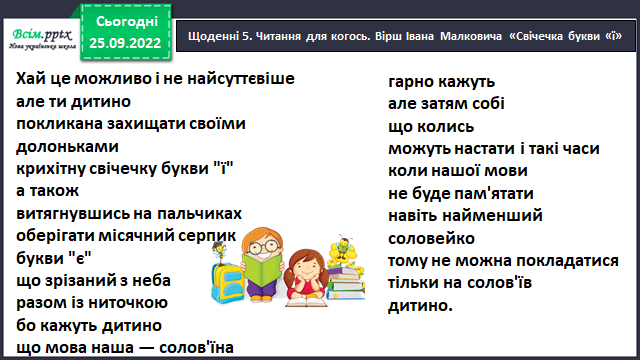 Всім.pptx
Нова українська школа
Сьогодні
25.09.2022
Щоденні 5. Читання для когось. Вірш Івана Малковича «Свічечка букви «ї»
Хай це можливо і не найсуттєвіше
але ти дитино
покликана захищати своїми
долоньками
крихітну свічечку букви "ї"
а також
витягнувшись на пальчиках
оберігати місячний серпик
букви "є"
що зрізаний з неба
разом із ниточкою
бо кажуть дитино
що мова наша — солов'їна
гарно кажуть
але затям собі
що колись
можуть настати і такі часи
коли нашої мови
не буде пам'ятати
навіть найменший
соловейко
тому не можна покладатися
тільки на солов'їв
дитино.